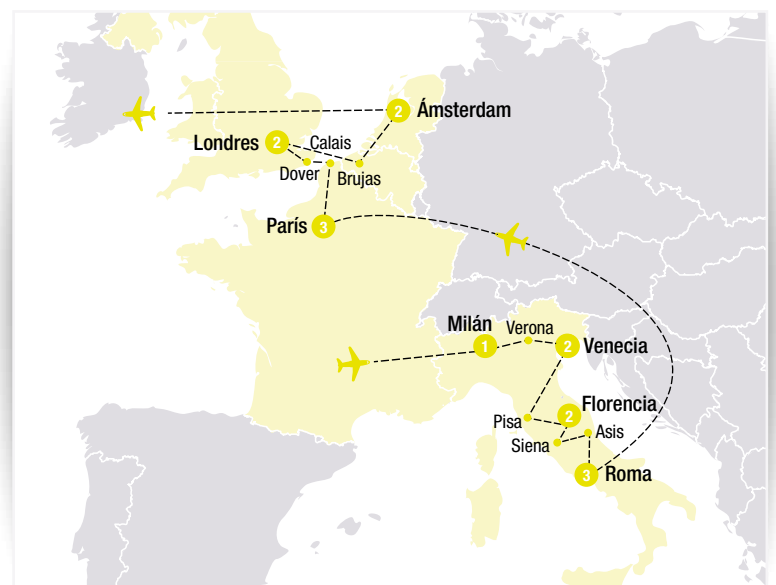 2 Ámsterdam
Londres 2 Calais
Dover Brujas
París 3
Milán Verona
1 2 Venecia
Florencia
Pisa 2 Asis
Siena
3 Roma